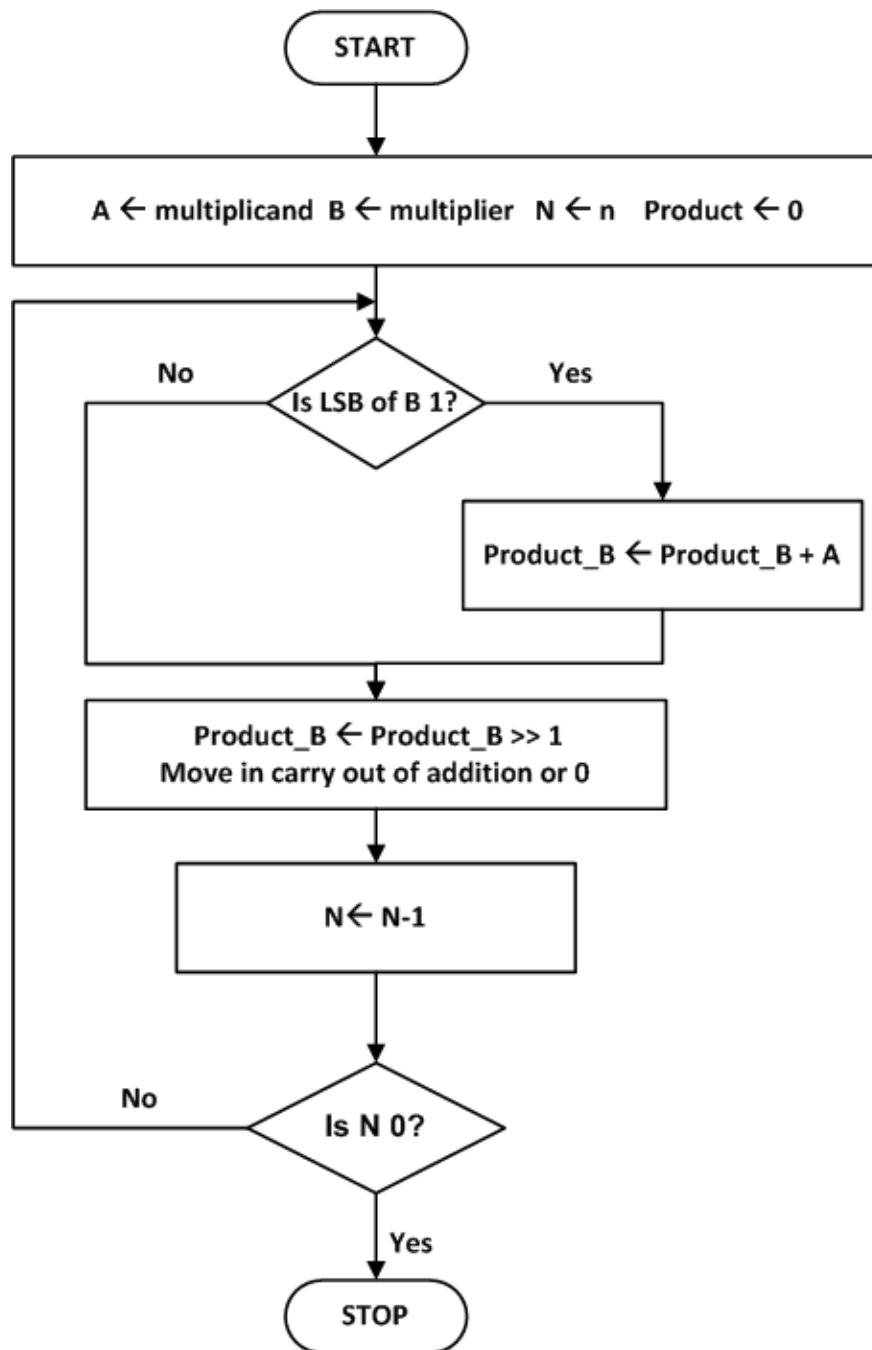 START
A ← multiplicand B ← multiplier N ← n Product ← 0
No
Yes
Is LSB of B 1?
Product_B ← Product_B + A
Product_B ← Product_B >> 1
Move in carry out of addition or 0
N← N-1
No
Is N 0?
Yes
STOP